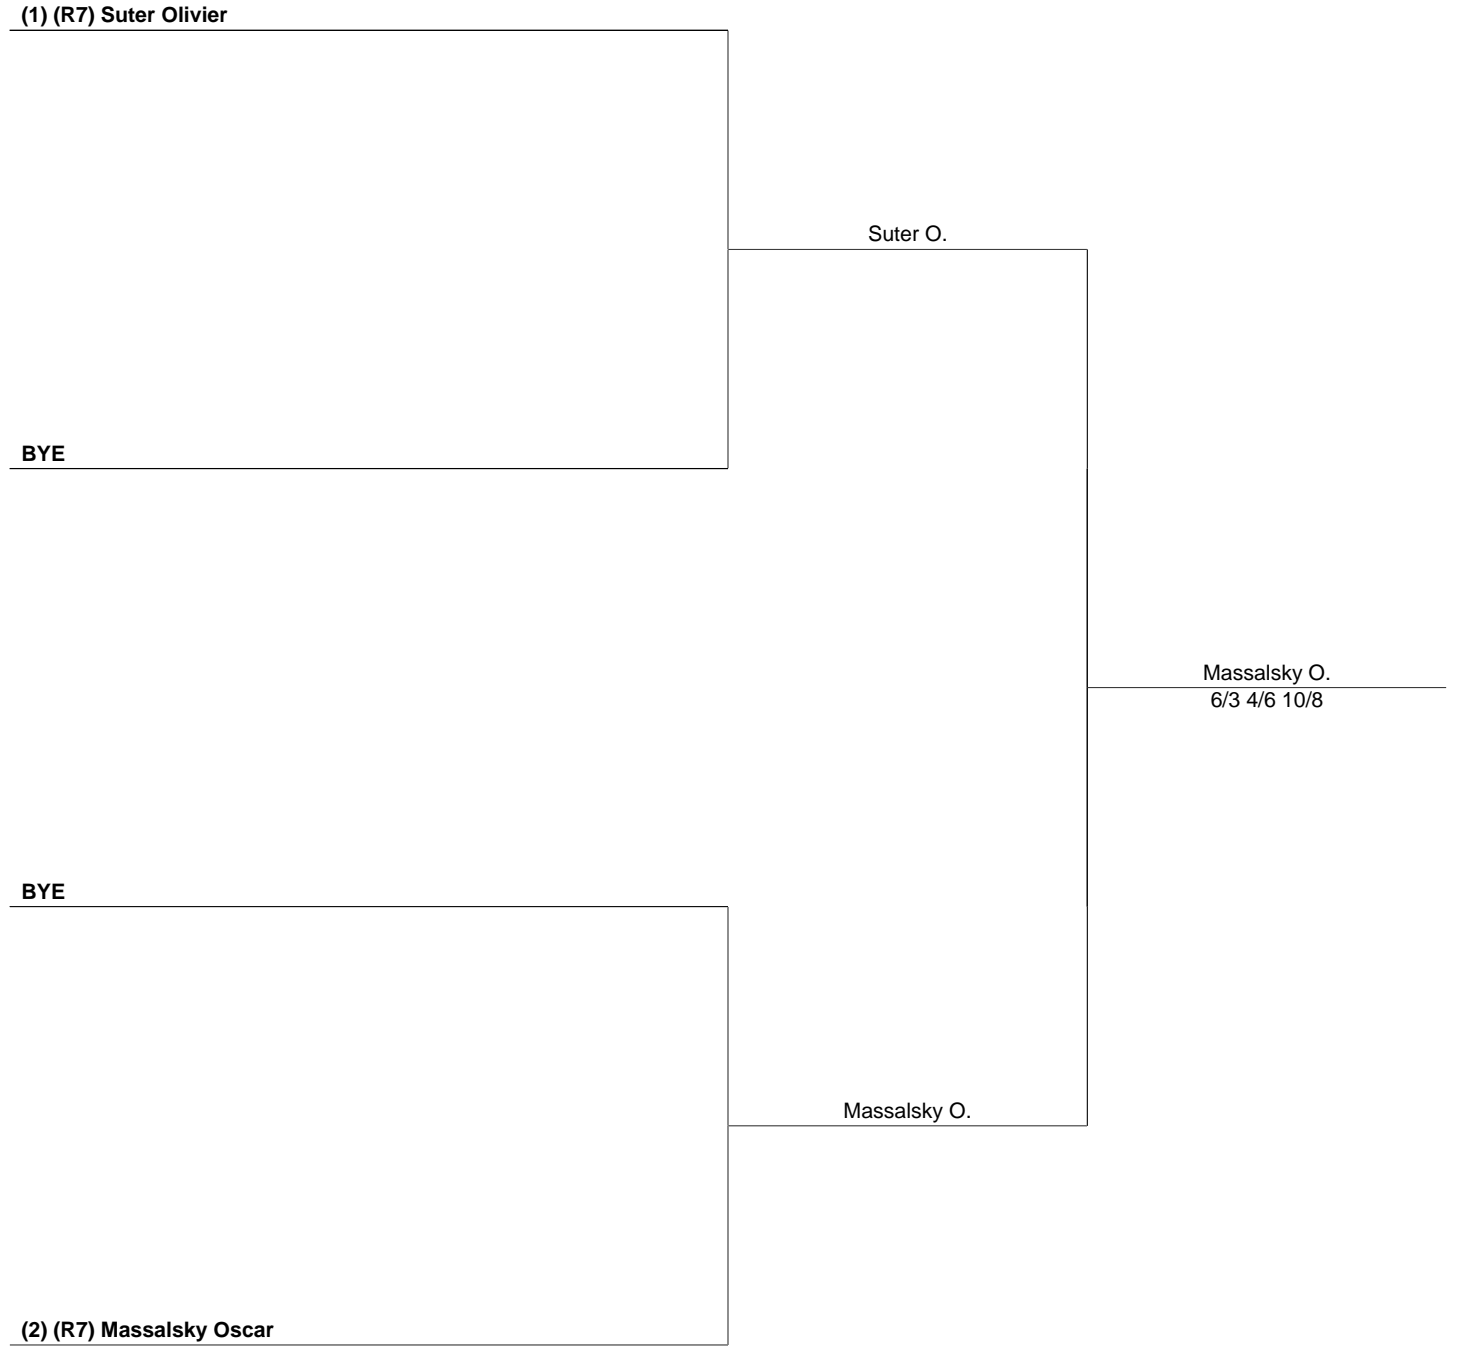 (1) (R7) Suter Olivier
Suter O.
BYE
Massalsky O.
6/3 4/6 10/8
BYE
Massalsky O.
(2) (R7) Massalsky Oscar